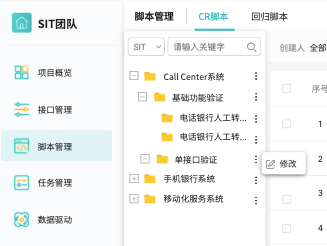 SIT团队
项目概览
接口管理
脚本管理
任务管理
数据驱动
脚本管理 CR脚本 回归脚本
SIT 请输入关键字
Call Center系统
基础功能验证
电话银行人工转...
电话银行人工转...
单接口验证
手机银行系统
移动化服务系统
创建人 全部
序号
1
2
3
4
修改